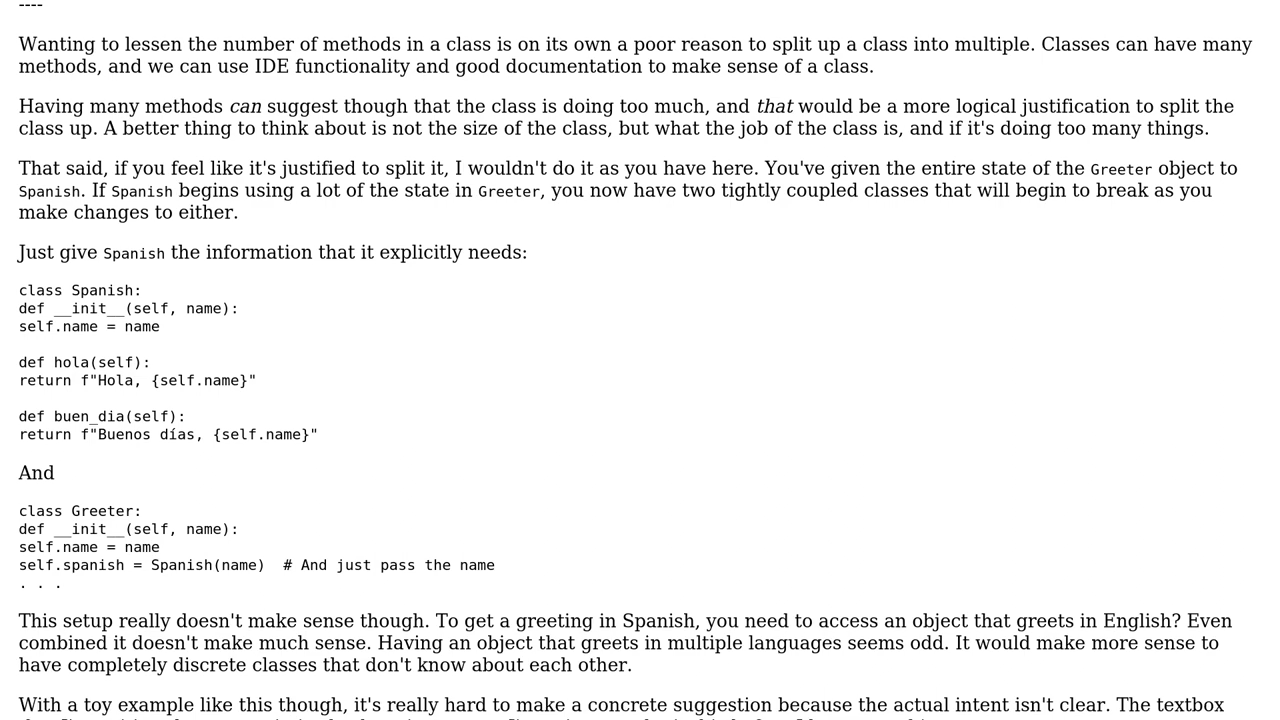 ----
Wanting to lessen the number of methods in a class is on its own a poor reason to split up a class into multiple. Classes can have many
methods, and we can use IDE functionality and good documentation to make sense of a class.
Having many methods can suggest though that the class is doing too much, and that would be a more logical justification to split the
class up. A better thing to think about is not the size of the class, but what the job of the class is, and if it's doing too many things.
That said, if you feel like it's justified to split it, I wouldn't do it as you have here. You've given the entire state of the Greeter object to
Spanish. If Spanish begins using a lot of the state in Greeter, you now have two tightly coupled classes that will begin to break as you
make changes to either.
Just give Spanish the information that it explicitly needs:
class Spanish:
def __init__(self, name):
self.name = name
def hola(self):
return f"Hola, {self.name}"
def buen_dia(self):
return f"Buenos días, {self.name}"
And
class Greeter:
def __init__(self, name):
self.name = name
self.spanish = Spanish(name)  # And just pass the name
. . .
This setup really doesn't make sense though. To get a greeting in Spanish, you need to access an object that greets in English? Even
combined it doesn't make much sense. Having an object that greets in multiple languages seems odd. It would make more sense to
have completely discrete classes that don't know about each other.
With a toy example like this though, it's really hard to make a concrete suggestion because the actual intent isn't clear. The textbox